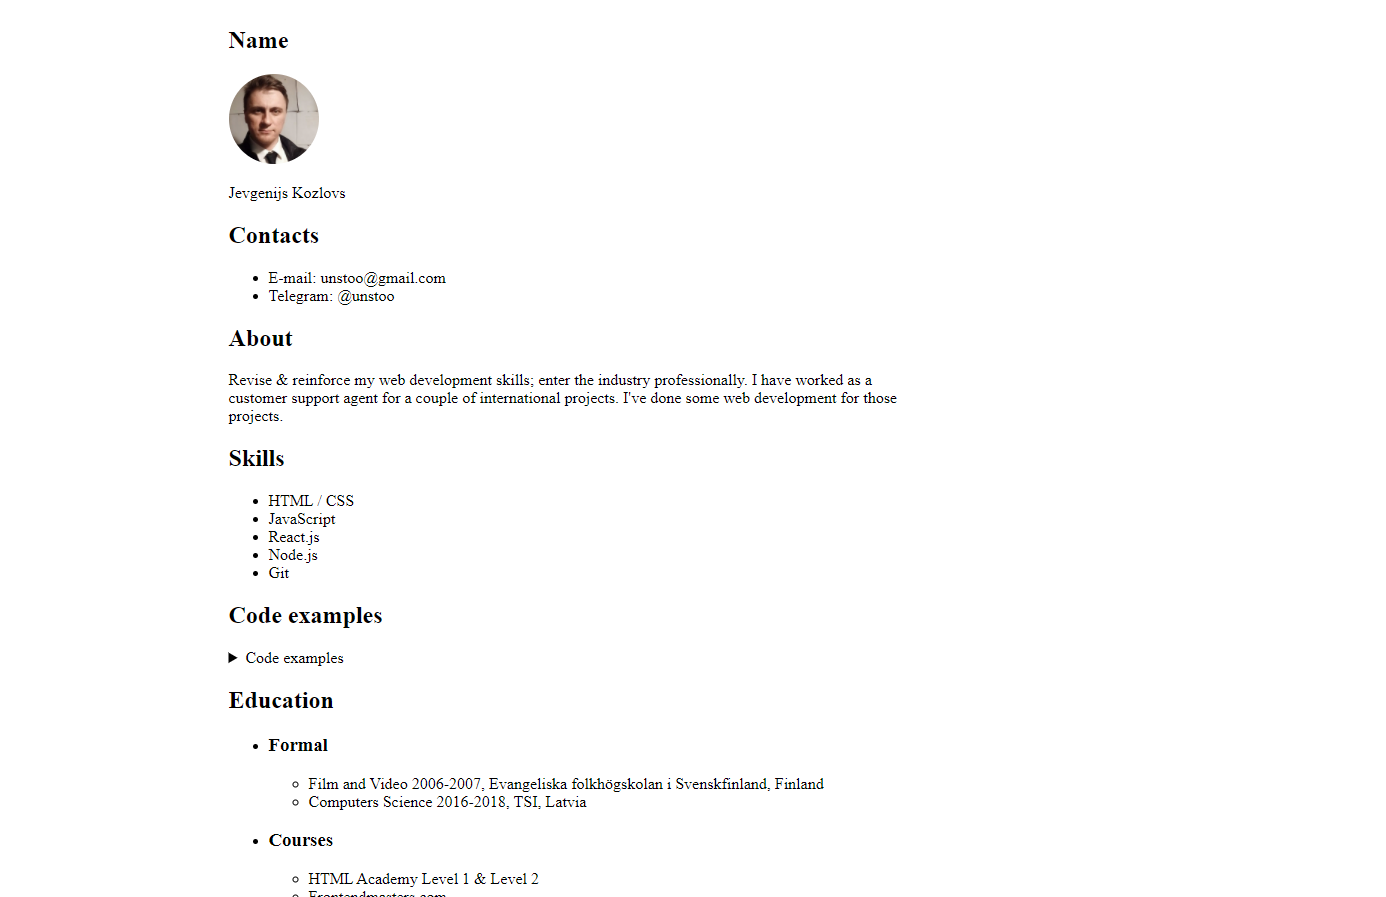 Name
Jevgenijs Kozlovs
Contacts
E-mail: unstoo@gmail.com
Telegram: @unstoo
About
Revise & reinforce my web development skills; enter the industry professionally. I have worked as a
customer support agent for a couple of international projects. I've done some web development for those
projects.
Skills
HTML / CSS
JavaScript
React.js
Node.js
Git
Code examples
Code examples
Education
Formal
Film and Video 2006-2007, Evangeliska folkhögskolan i Svenskfinland, Finland
Computers Science 2016-2018, TSI, Latvia
Courses
HTML Academy Level 1 & Level 2
Frontendmasters.com